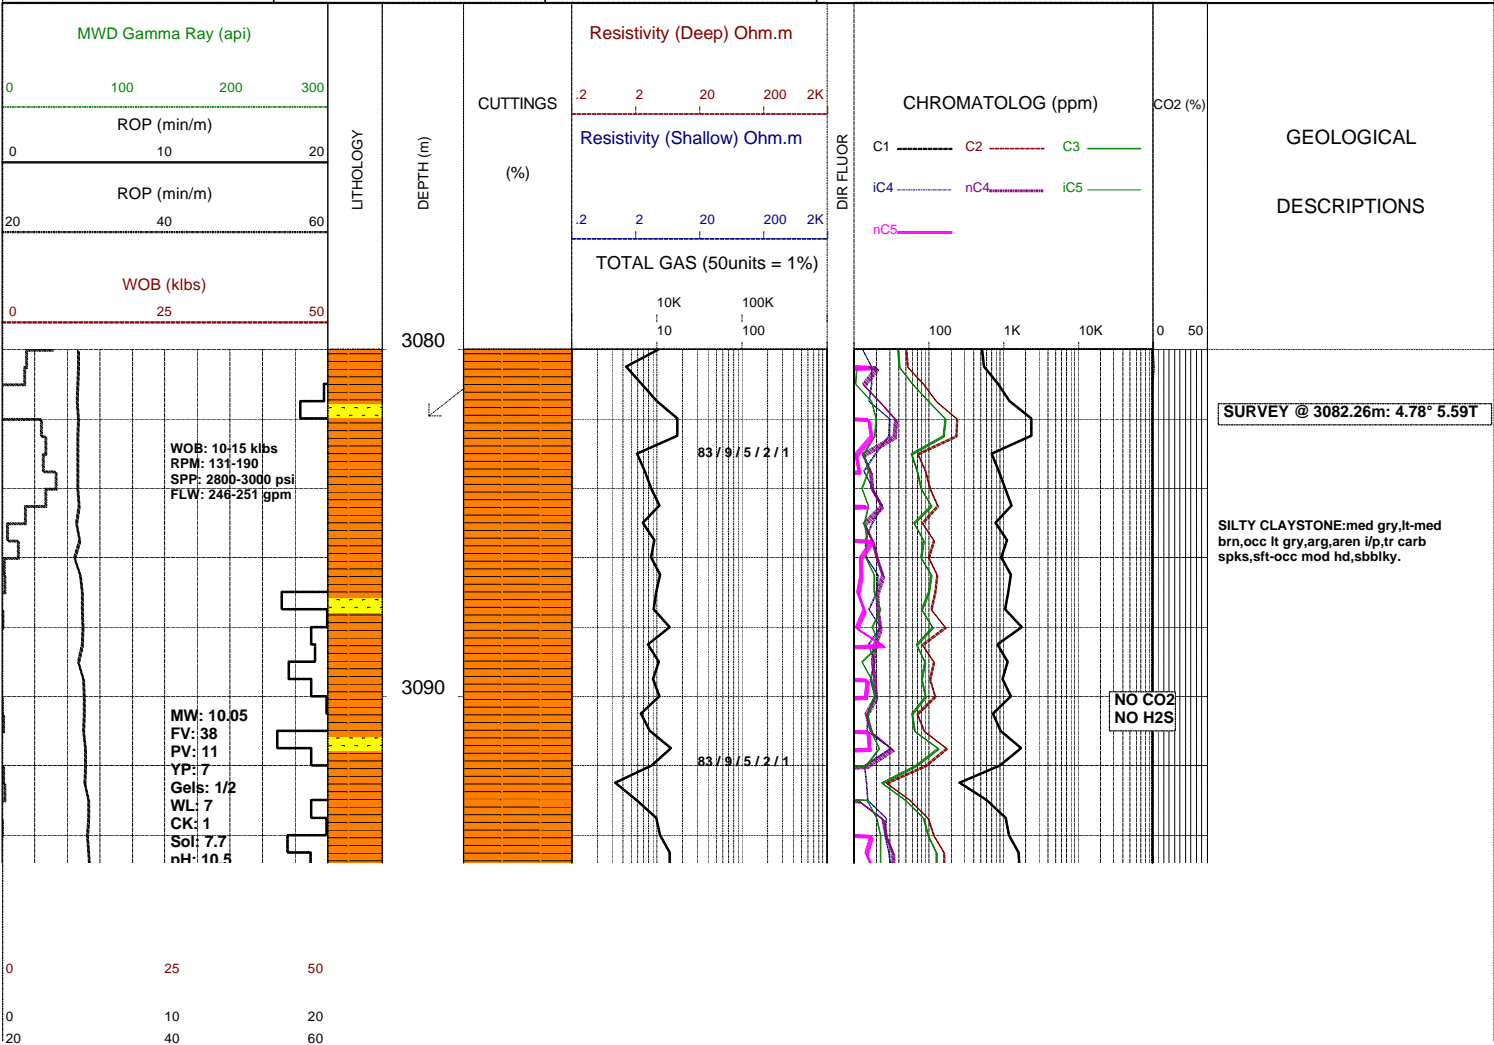 MWD Gamma Ray (api)
0 100 200 300
ROP (min/m)
0 10 20
ROP (min/m)
20 40 60
WOB (klbs)
0 25 50
LITHOLOGY
DEPTH (m)
CUTTINGS
(%)
Resistivity (Deep) Ohm.m
.2 2 20 200 2K
Resistivity (Shallow) Ohm.m
.2 2 20 200 2K
TOTAL GAS (50units = 1%)
10K 100K
10 100
DIR FLUOR
CHROMATOLOG (ppm)
C1 C2 C3
iC4 nC4 iC5
nC5
100 1K 10K
CO2 (%)
0 50
GEOLOGICAL
DESCRIPTIONS
3080
SURVEY @ 3082.26m: 4.78° 5.59T
WOB: 10-15 klbs
RPM: 131-190
SPP: 2800-3000 psi
FLW: 246-251 gpm
83 / 9 / 5 / 2 / 1
SILTY CLAYSTONE:med gry,lt-med
brn,occ lt gry,arg,aren i/p,tr carb
spks,sft-occ mod hd,sbblky.
3090
NO CO2
NO H2S
MW: 10.05
FV: 38
PV: 11
YP: 7
Gels: 1/2
WL: 7
CK: 1
Sol: 7.7
pH: 10.5
83 / 9 / 5 / 2 / 1
0 25 50
0 10 20
20 40 60